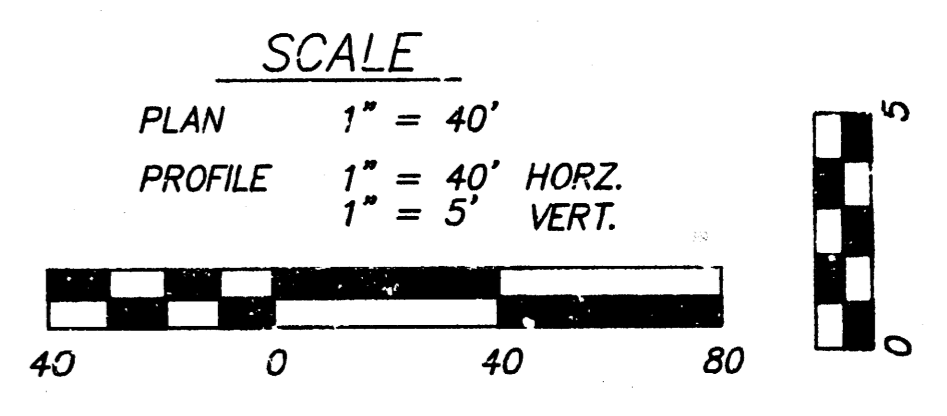 SCALE
PLAN 1" = 40'
PROFILE 1" = 40' HORZ.
1" = 5' VERT.
40 0 40 80
5
0